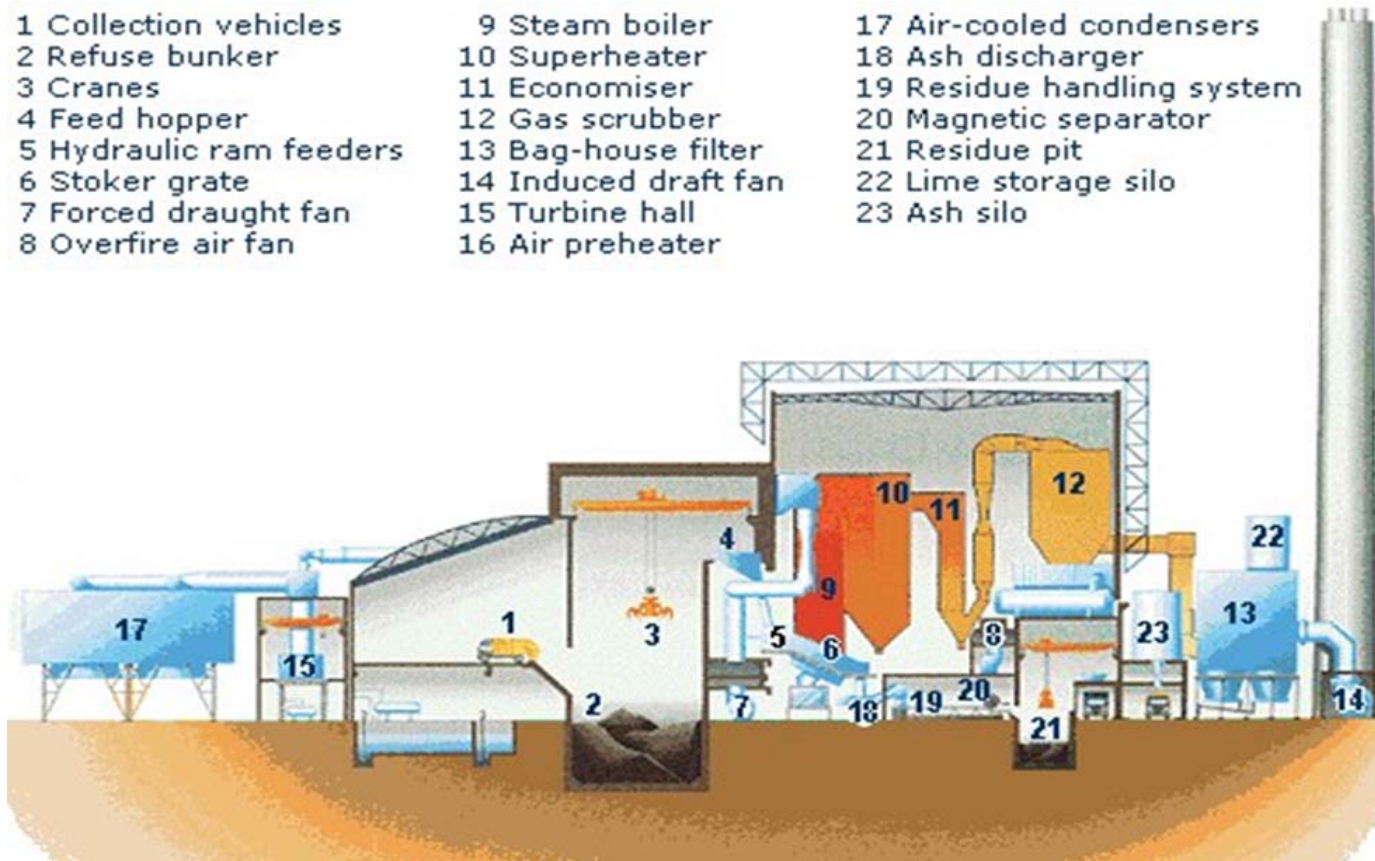 1 Collection vehicles
2 Refuse bunker
3 Cranes
4 Feed hopper
5 Hydraulic ram feeders
6 Stoker grate
7 Forced draught fan
8 Overfire air fan
9 Steam boiler
10 Superheater
11 Economiser
12 Gas scrubber
13 Bag-house filter
14 Induced draft fan
15 Turbine hall
16 Air preheater
17 Air-cooled condensers
18 Ash discharger
19 Residue handling system
20 Magnetic separator
21 Residue pit
22 Lime storage silo
23 Ash silo
10
12
11
22
4
9
17
1
3
5
6
8
23
13
15
2
7
18
19
20
21
14